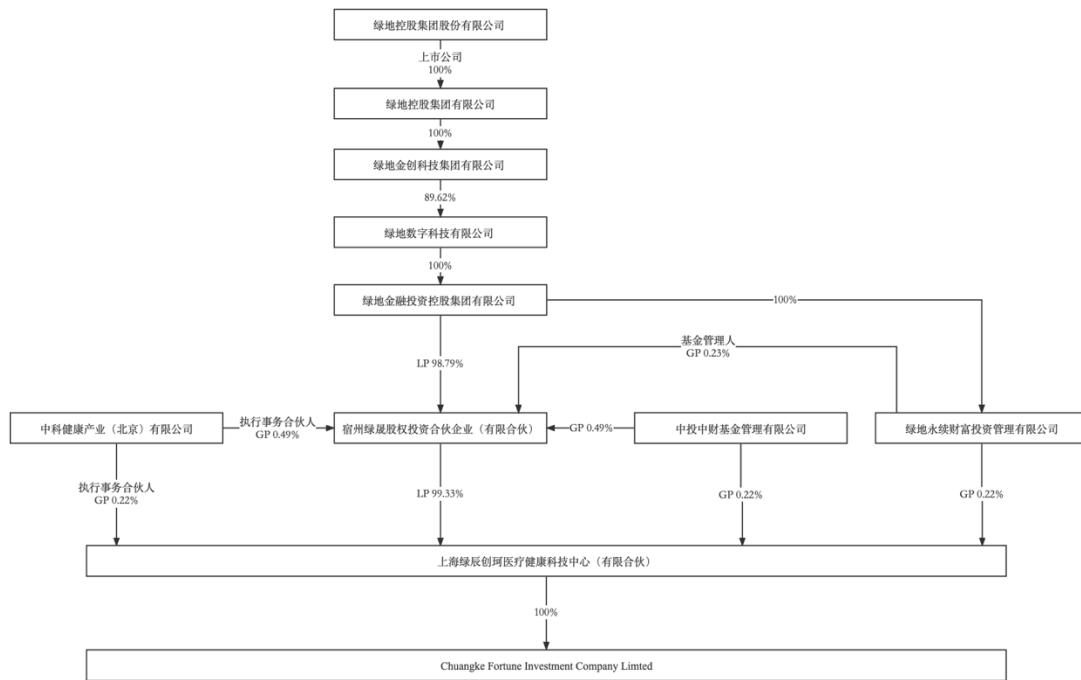 绿地控股集团股份有限公司
上市公司
100%
绿地控股集团有限公司
100%
绿地金创科技集团有限公司
89.62%
绿地数字科技有限公司
100%
绿地金融投资控股集团有限公司
100%
基金管理人
GP 0.23%
LP 98.79%
中科健康产业（北京）有限公司
执行事务合伙人
GP 0.49%
宿州绿晟股权投资合伙企业（有限合伙）
GP 0.49%
中投中财基金管理有限公司
绿地永续财富投资管理有限公司
执行事务合伙人
GP 0.22%
LP 99.33%
GP 0.22%
GP 0.22%
上海绿辰创珂医疗健康科技中心（有限合伙）
100%
Chuangke Fortune Investment Company Limted